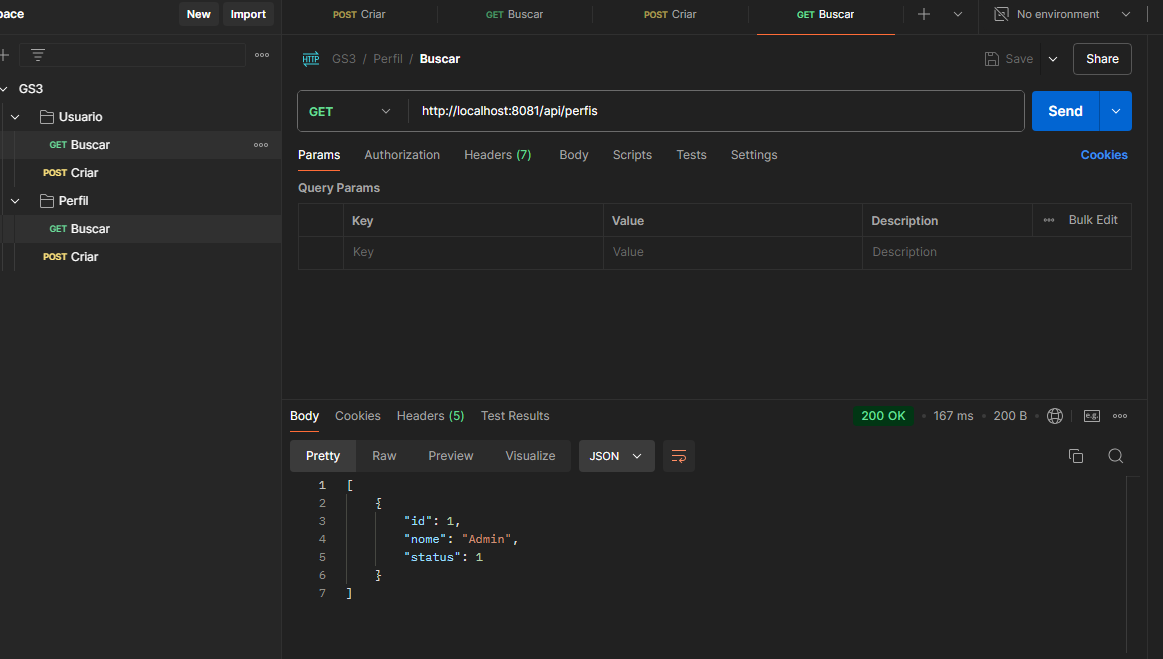 pace New Import
POST Criar GET Buscar POST Criar GET Buscar No environment
GS3 / Perfil / Buscar Save Share
GS3
Usuario
GET Buscar
POST Criar
Perfil
GET Buscar
POST Criar
GET http://localhost:8081/api/perfis Send
Params Authorization Headers (7) Body Scripts Tests Settings Cookies
Query Params
Key Value Description Bulk Edit
Key Value Description
Body Cookies Headers (5) Test Results 200 OK 167 ms 200 B e.g.
Pretty Raw Preview Visualize JSON
1 [
2 {
3 "id": 1,
4 "nome": "Admin",
5 "status": 1
6 }
7 ]